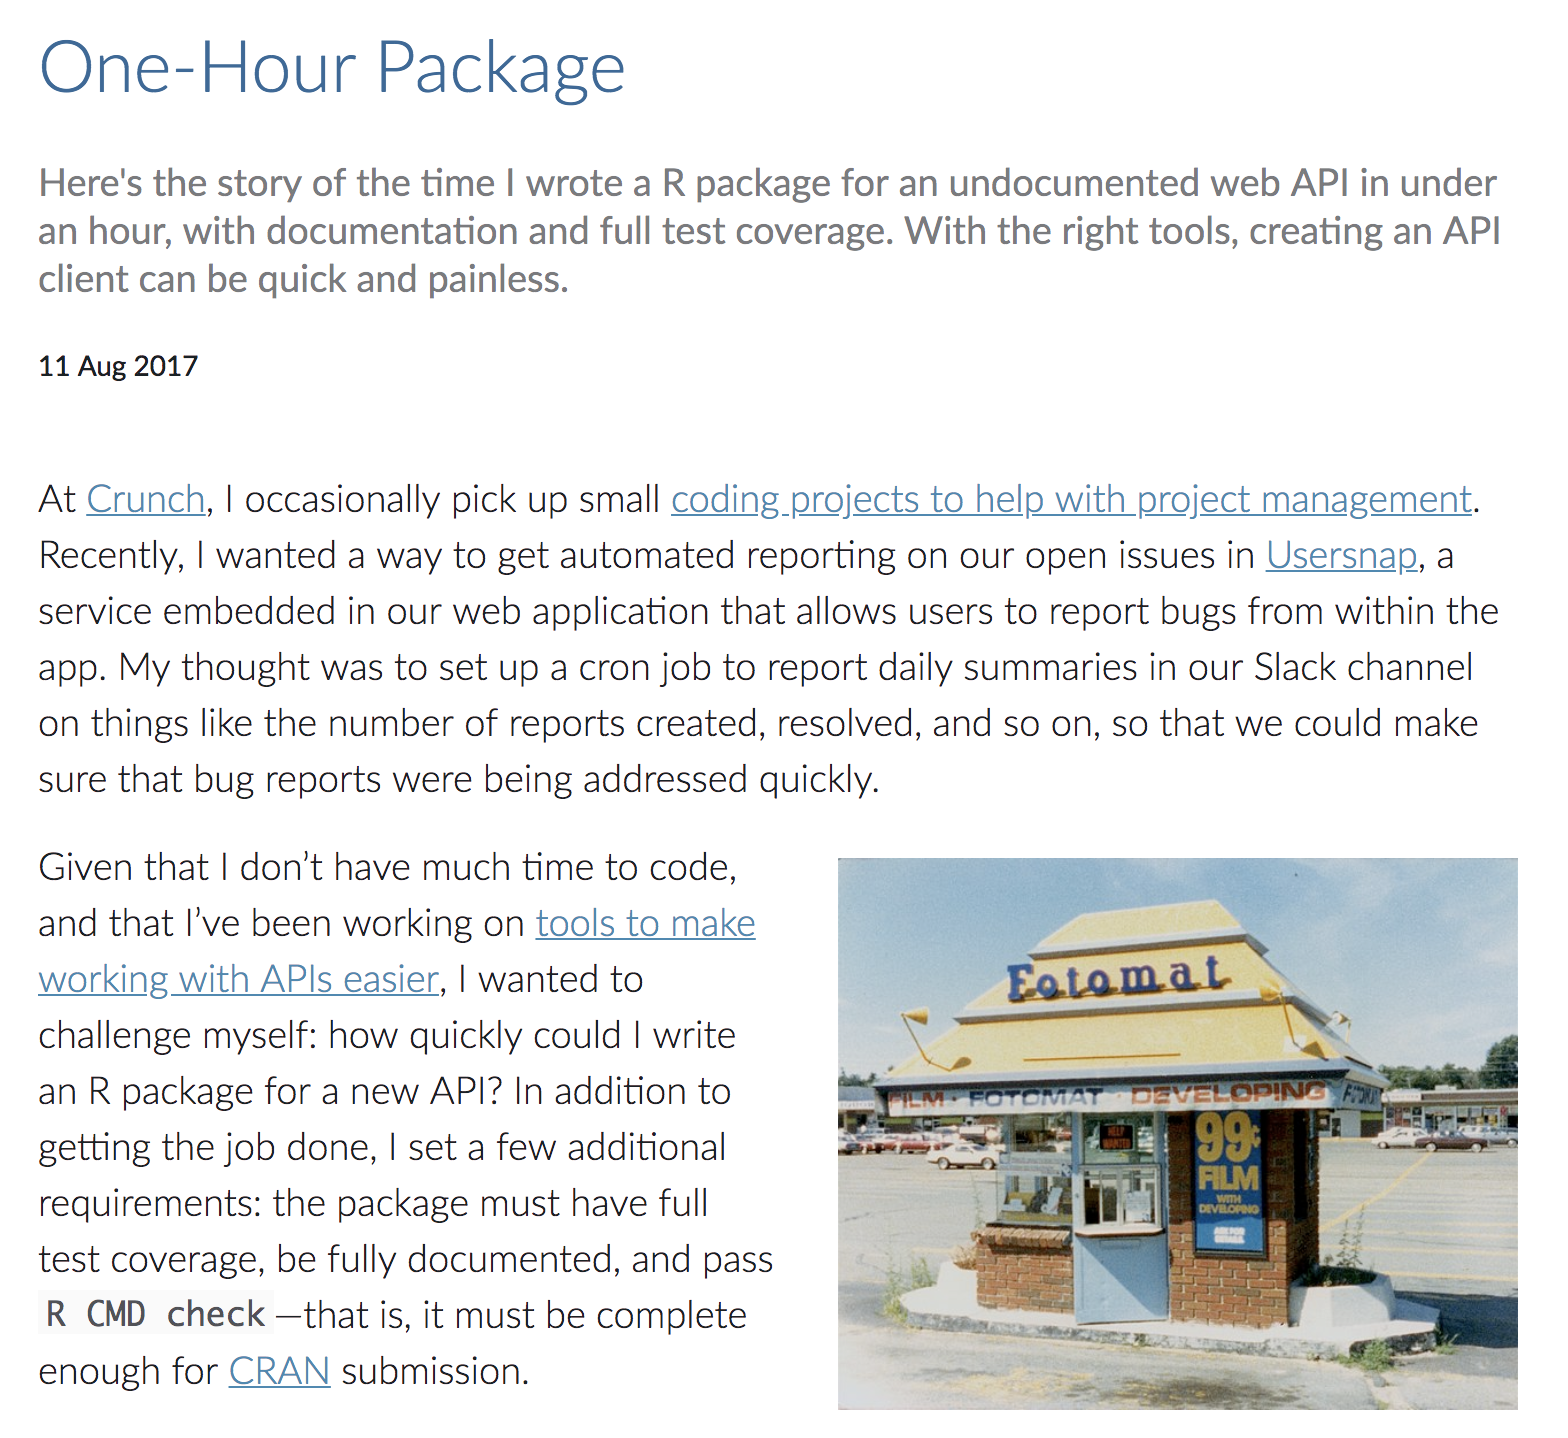 One-Hour Package
Here's the story of the time I wrote a R package for an undocumented web API in under
an hour, with documentation and full test coverage. With the right tools, creating an API
client can be quick and painless.
11 Aug 2017
At Crunch, I occasionally pick up small coding projects to help with project management.
Recently, I wanted a way to get automated reporting on our open issues in Usersnap, a
service embedded in our web application that allows users to report bugs from within the
app. My thought was to set up a cron job to report daily summaries in our Slack channel
on things like the number of reports created, resolved, and so on, so that we could make
sure that bug reports were being addressed quickly.
Given that I don’t have much time to code,
and that I’ve been working on tools to make
working with APIs easier, I wanted to
challenge myself: how quickly could I write
an R package for a new API? In addition to
getting the job done, I set a few additional
requirements: the package must have full
test coverage, be fully documented, and pass
R CMD check—that is, it must be complete
enough for CRAN submission.
Fotomat
FILM · FOTOMAT · DEVELOPING FOTOMAT
HELP
WANTED
99¢
FILM
WITH
DEVELOPING